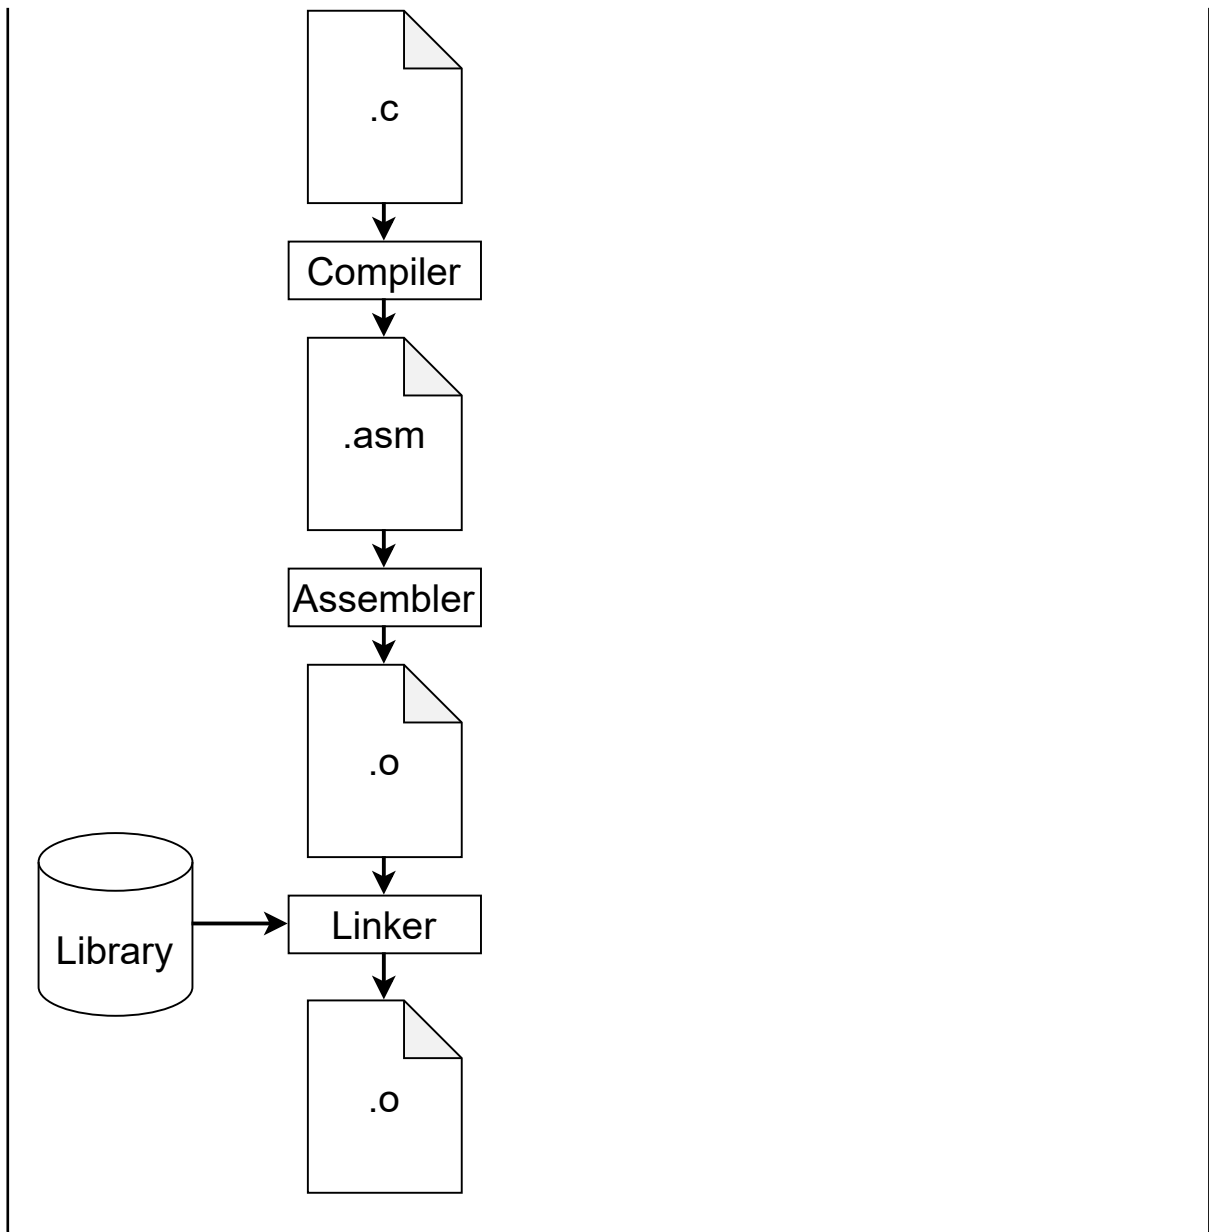 .c
Compiler
.asm
Assembler
.o
Library
Linker
.o